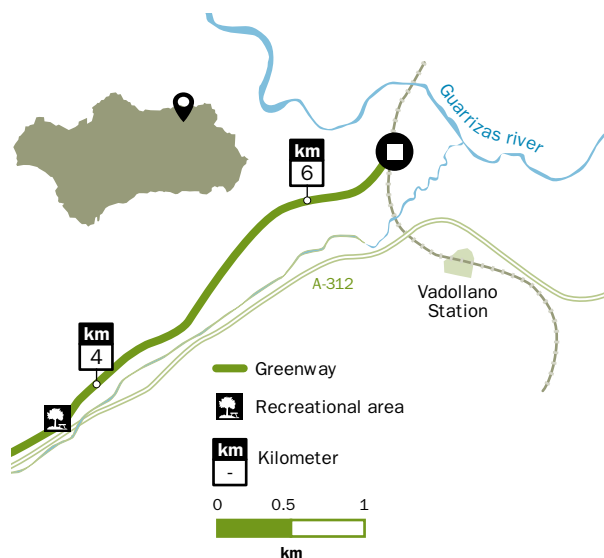 Guarrizas river
km
6
A-312
Vadollano
Station
km
4
Greenway
Recreational area
km
-
Kilometer
0 0.5 1
km